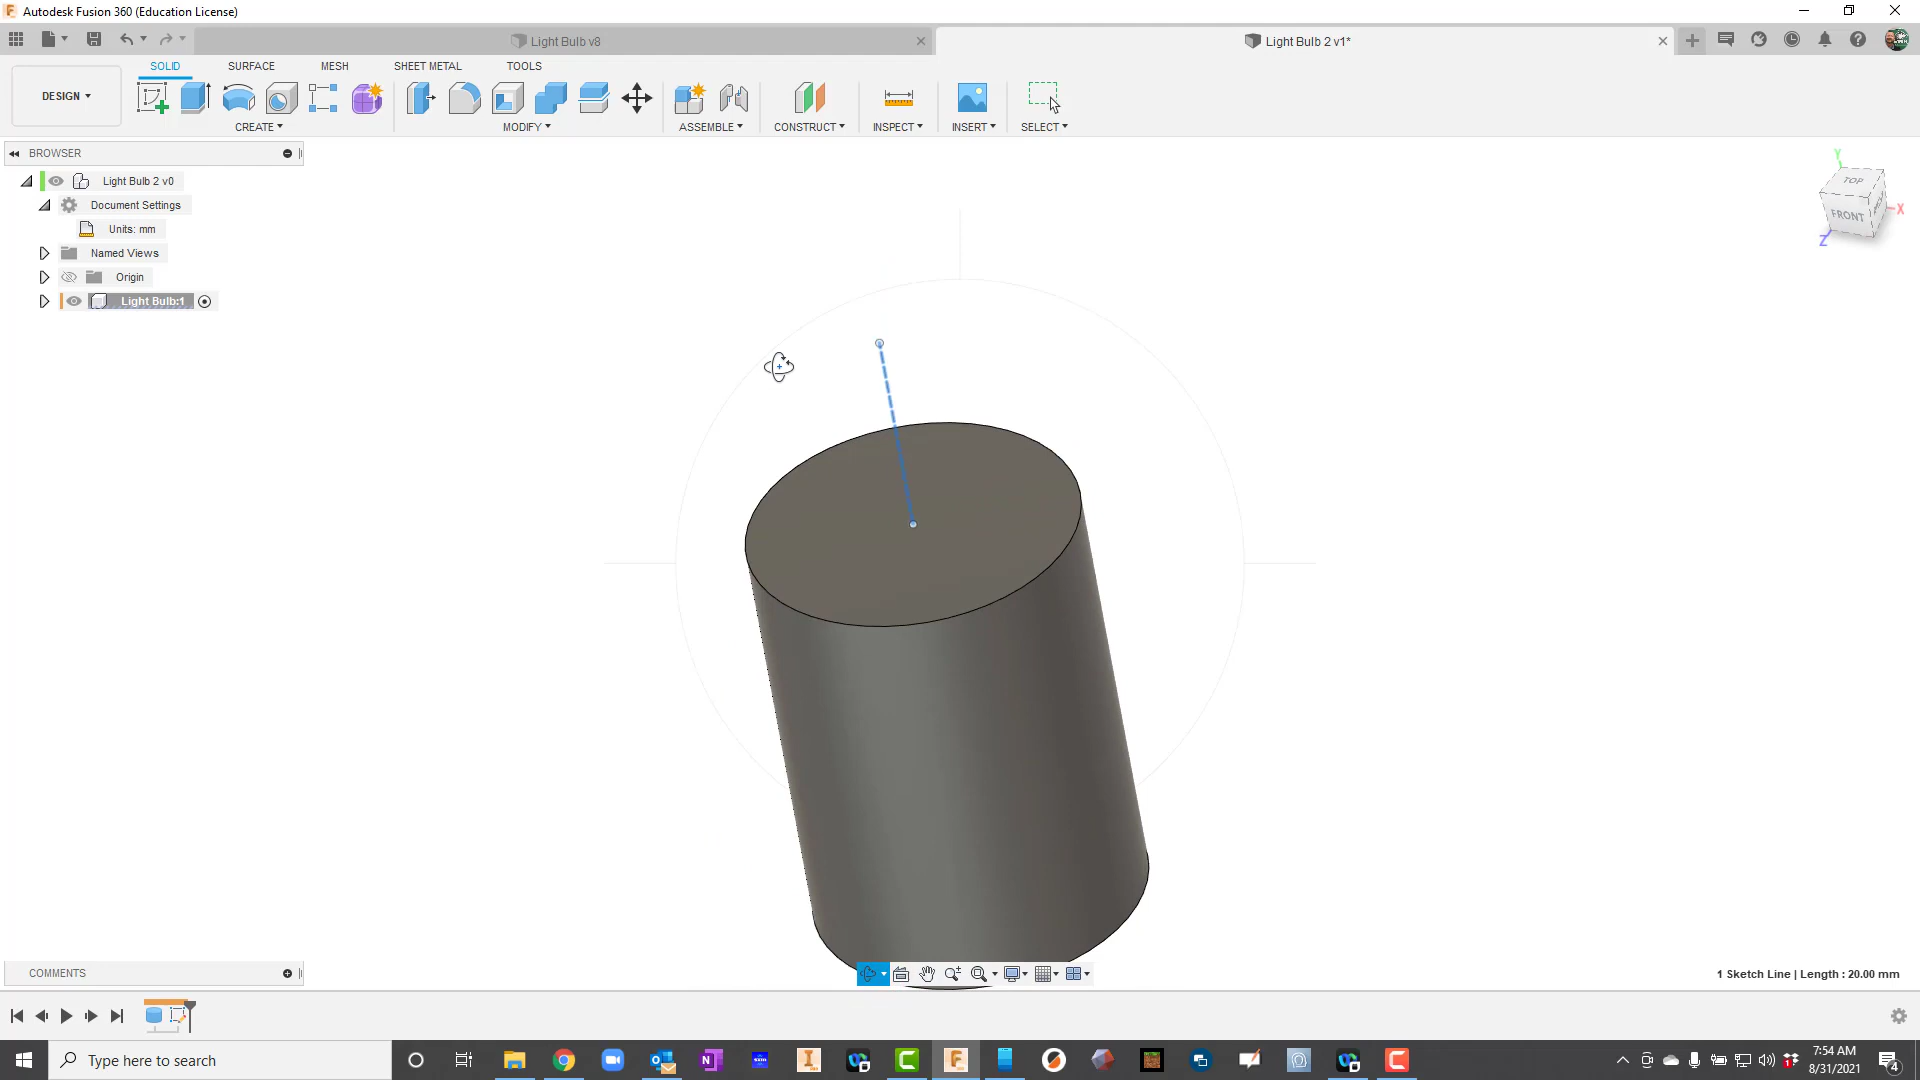 Autodesk Fusion 360 (Education License)
Light Bulb v8
Light Bulb 2 v1*
DESIGN
SOLID
SURFACE
MESH
SHEET METAL
TOOLS
CREATE
MODIFY
ASSEMBLE
CONSTRUCT
INSPECT
INSERT
SELECT
BROWSER
Light Bulb 2 v0
Document Settings
Units: mm
Named Views
Origin
Light Bulb:1
Y
TOP
FRONT
X
Z
COMMENTS
1 Sketch Line | Length : 20.00 mm
Type here to search
7:54 AM
8/31/2021
4